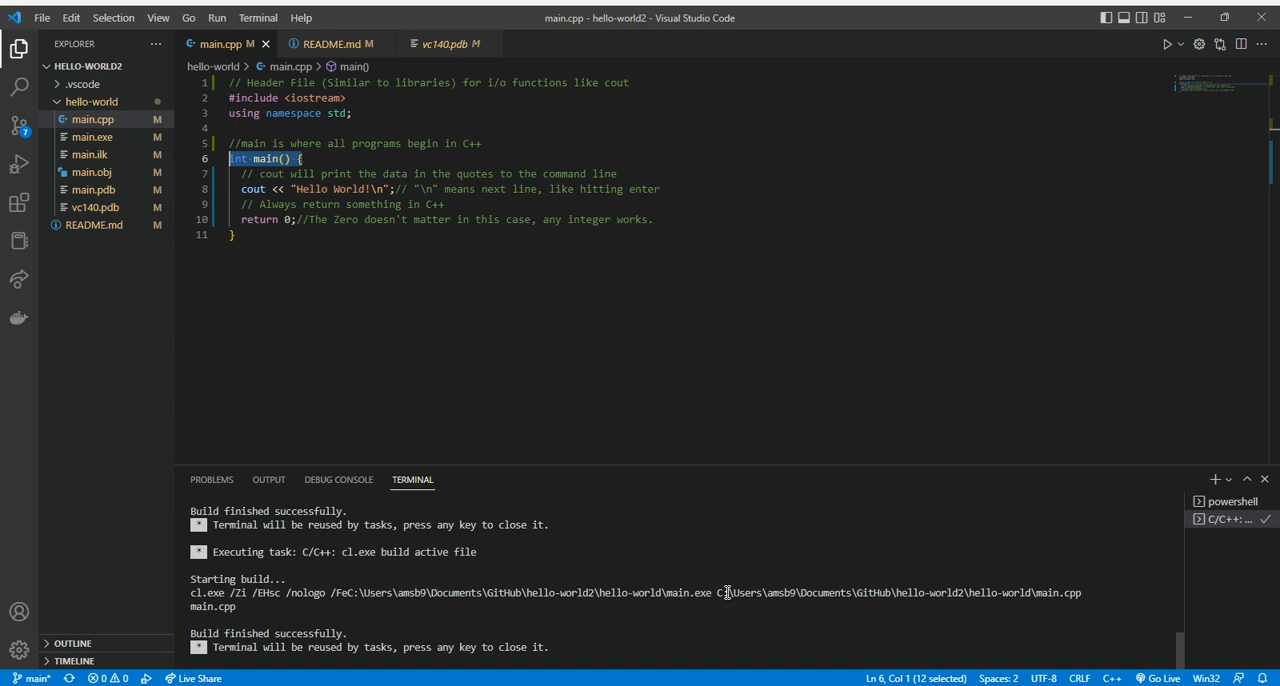 File Edit Selection View Go Run Terminal Help
main.cpp - hello-world2 - Visual Studio Code
EXPLORER
HELLO-WORLD2
.vscode
hello-world
main.cpp M
main.exe M
main.ilk M
main.obj M
main.pdb M
vc140.pdb M
README.md M
OUTLINE
TIMELINE
7
main.cpp M README.md M vc140.pdb M
hello-world > main.cpp > main()
1 // Header File (Similar to libraries) for i/o functions like cout
2 #include <iostream>
3 using namespace std;
4
5 //main is where all programs begin in C++
6 int main() {
7 // cout will print the data in the quotes to the command line
8 cout << "Hello World!\n";// "\n" means next line, like hitting enter
9 // Always return something in C++
10 return 0;//The Zero doesn't matter in this case, any integer works.
11 }
PROBLEMS OUTPUT DEBUG CONSOLE TERMINAL
Build finished successfully.
* Terminal will be reused by tasks, press any key to close it.
* Executing task: C/C++: cl.exe build active file
Starting build...
cl.exe /Zi /EHsc /nologo /FeC:\Users\amsb9\Documents\GitHub\hello-world2\hello-world\main.exe C:\Users\amsb9\Documents\GitHub\hello-world2\hello-world\main.cpp
main.cpp
Build finished successfully.
* Terminal will be reused by tasks, press any key to close it.
powershell
C/C++: ...
main* 0 0 Live Share
Ln 6, Col 1 (12 selected) Spaces: 2 UTF-8 CRLF C++ Go Live Win32